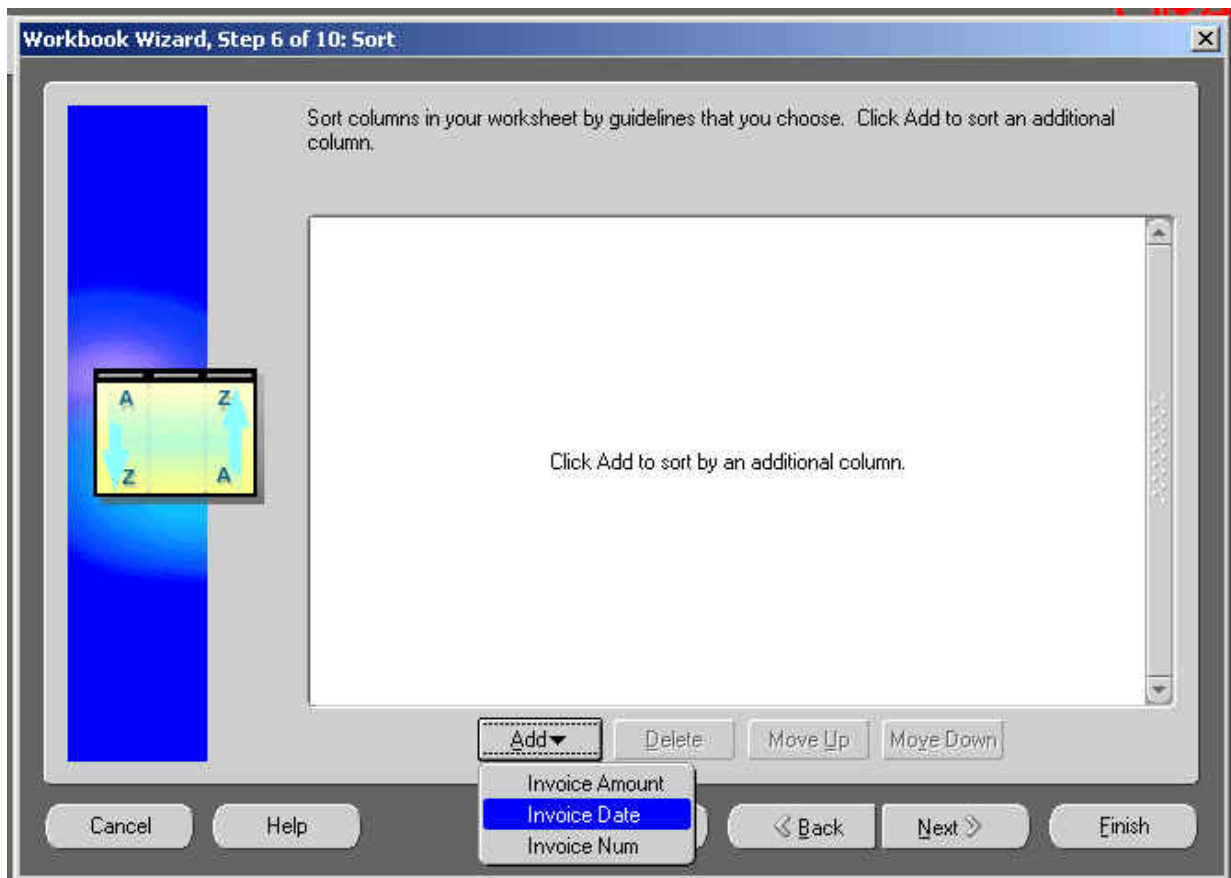 Workbook Wizard, Step 6 of 10: Sort
Sort columns in your worksheet by guidelines that you choose.  Click Add to sort an additional
column.
A Z
Z A
Click Add to sort by an additional column.
Add Delete Move Up Move Down
Invoice Amount
Invoice Date
Invoice Num
Cancel Help Back Next Finish